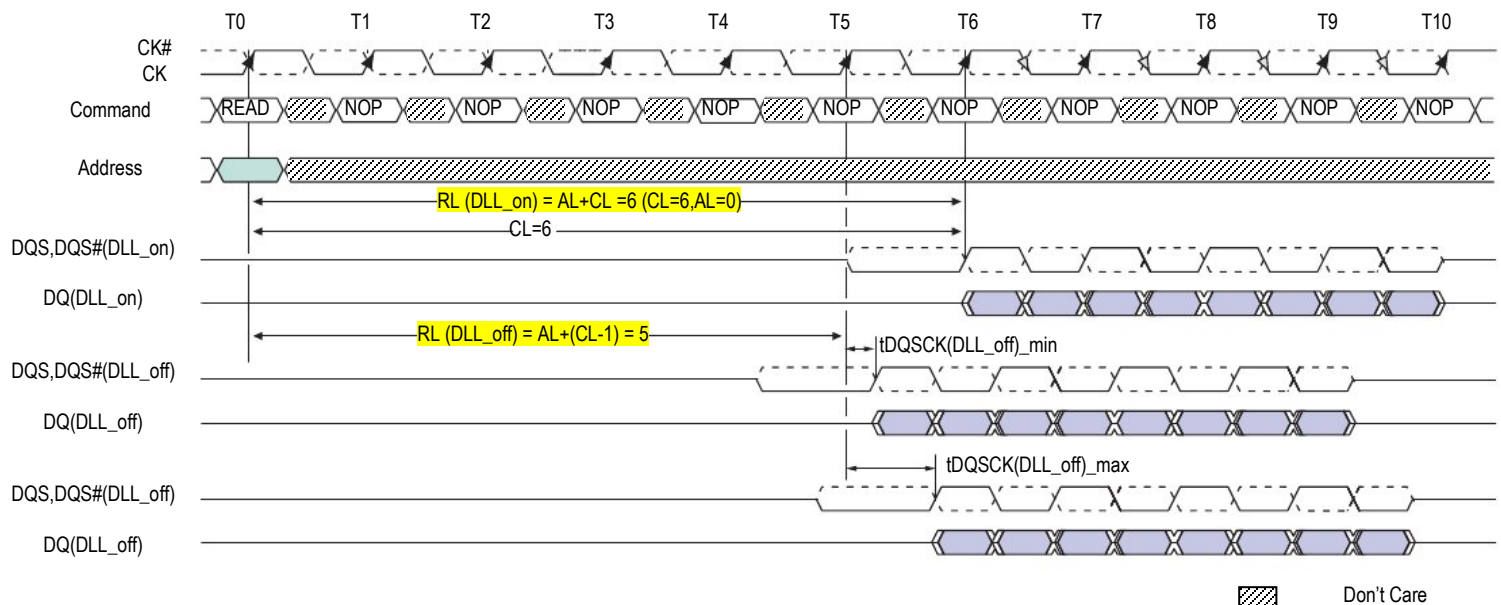 T0 T1 T2 T3 T4 T5 T6 T7 T8 T9 T10
CK#
CK
Command READ NOP NOP NOP NOP NOP NOP NOP NOP NOP NOP
Address
RL (DLL_on) = AL+CL =6 (CL=6,AL=0)
CL=6
DQS,DQS#(DLL_on)
DQ(DLL_on)
RL (DLL_off) = AL+(CL-1) = 5
tDQSCK(DLL_off)_min
DQS,DQS#(DLL_off)
DQ(DLL_off)
tDQSCK(DLL_off)_max
DQS,DQS#(DLL_off)
DQ(DLL_off)
Don't Care